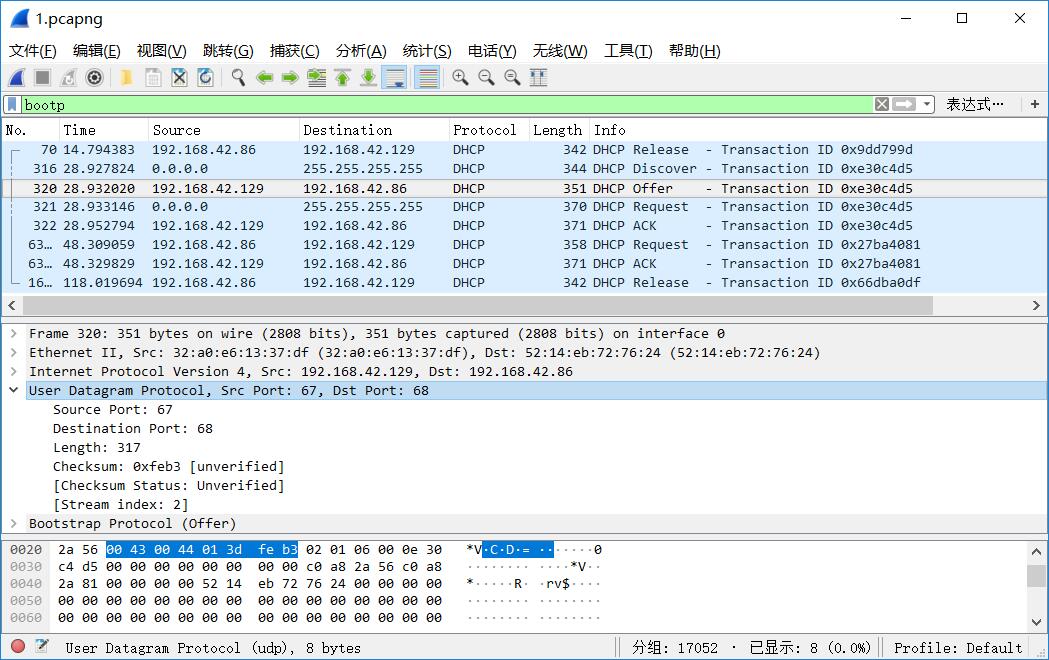 1.pcapng
文件(F) 编辑(E) 视图(V) 跳转(G) 捕获(C) 分析(A) 统计(S) 电话(Y) 无线(W) 工具(T) 帮助(H)
bootp 表达式… +
No. Time Source Destination Protocol Length Info
70 14.794383 192.168.42.86 192.168.42.129 DHCP 342 DHCP Release - Transaction ID 0x9dd799d
316 28.927824 0.0.0.0 255.255.255.255 DHCP 344 DHCP Discover - Transaction ID 0xe30c4d5
320 28.932020 192.168.42.129 192.168.42.86 DHCP 351 DHCP Offer - Transaction ID 0xe30c4d5
321 28.933146 0.0.0.0 255.255.255.255 DHCP 370 DHCP Request - Transaction ID 0xe30c4d5
322 28.952794 192.168.42.129 192.168.42.86 DHCP 371 DHCP ACK - Transaction ID 0xe30c4d5
63… 48.309059 192.168.42.86 192.168.42.129 DHCP 358 DHCP Request - Transaction ID 0x27ba4081
63… 48.329829 192.168.42.129 192.168.42.86 DHCP 371 DHCP ACK - Transaction ID 0x27ba4081
16… 118.019694 192.168.42.86 192.168.42.129 DHCP 342 DHCP Release - Transaction ID 0x66dba0df
Frame 320: 351 bytes on wire (2808 bits), 351 bytes captured (2808 bits) on interface 0
Ethernet II, Src: 32:a0:e6:13:37:df (32:a0:e6:13:37:df), Dst: 52:14:eb:72:76:24 (52:14:eb:72:76:24)
Internet Protocol Version 4, Src: 192.168.42.129, Dst: 192.168.42.86
User Datagram Protocol, Src Port: 67, Dst Port: 68
Source Port: 67
Destination Port: 68
Length: 317
Checksum: 0xfeb3 [unverified]
[Checksum Status: Unverified]
[Stream index: 2]
Bootstrap Protocol (Offer)
0020 2a 56 00 43 00 44 01 3d fe b3 02 01 06 00 0e 30 *V·C·D·= ·······0
0030 c4 d5 00 00 00 00 00 00 00 00 c0 a8 2a 56 c0 a8 ········ ····*V··
0040 2a 81 00 00 00 00 52 14 eb 72 76 24 00 00 00 00 *·····R· ·rv$····
0050 00 00 00 00 00 00 00 00 00 00 00 00 00 00 00 00 ········ ········
0060 00 00 00 00 00 00 00 00 00 00 00 00 00 00 00 00 ········ ········
User Datagram Protocol (udp), 8 bytes 分组: 17052 · 已显示: 8 (0.0%) Profile: Default